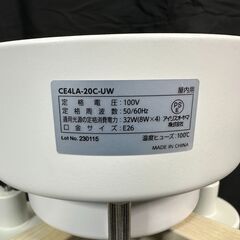 CE4LA-20C-UW 屋内用
定格電圧：100V
定格周波数：50/60Hz
適用光源の定格消費電力：32W(8W×4)
口金サイズ：E26
Lot No. 230115
PS
E
アイリスオーヤマ
株式会社
温度ヒューズ：100℃